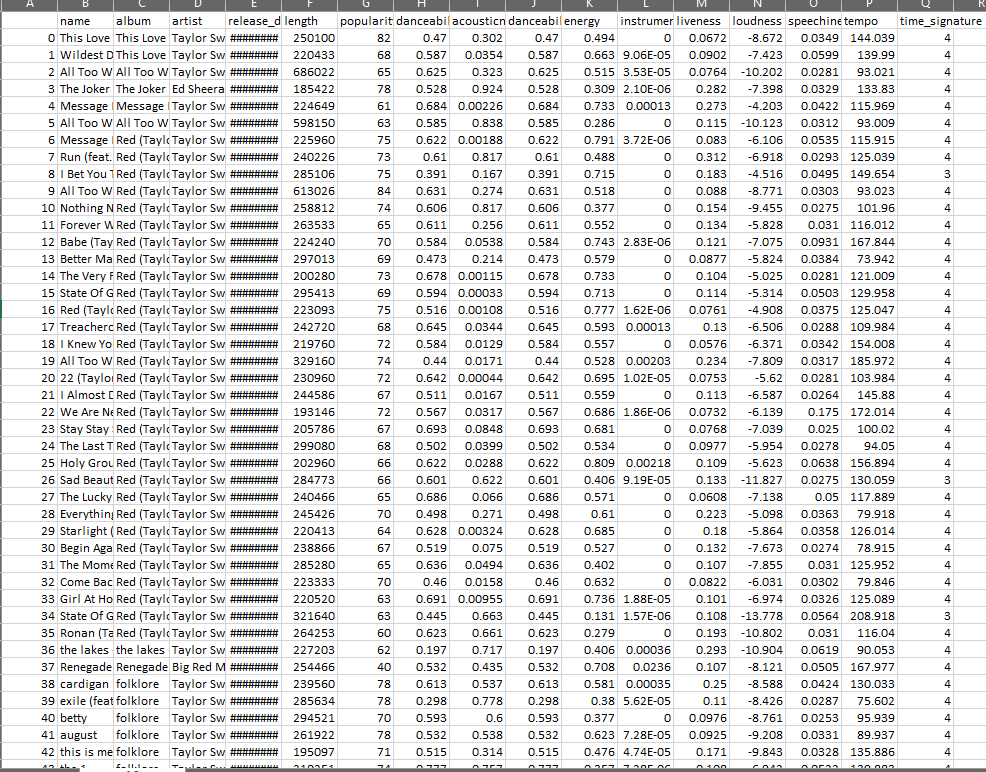 A B C D E F G H I J K L M N O P Q R
name album artist release_d length popularit danceabil acousticn danceabil energy instrumer liveness loudness speechine tempo time_signature
0 This Love This Love Taylor Sw ######## 250100 82 0.47 0.302 0.47 0.494 0 0.0672 -8.672 0.0349 144.039 4
1 Wildest D This Love Taylor Sw ######## 220433 68 0.587 0.0354 0.587 0.663 9.06E-05 0.0902 -7.423 0.0599 139.99 4
2 All Too W All Too W Taylor Sw ######## 686022 65 0.625 0.323 0.625 0.515 3.53E-05 0.0764 -10.202 0.0281 93.021 4
3 The Joker The Joker Ed Sheera ######## 185422 78 0.528 0.924 0.528 0.309 2.10E-06 0.282 -7.398 0.0329 133.83 4
4 Message I Message I Taylor Sw ######## 224649 61 0.684 0.00226 0.684 0.733 0.00013 0.273 -4.203 0.0422 115.969 4
5 All Too W All Too W Taylor Sw ######## 598150 63 0.585 0.838 0.585 0.286 0 0.115 -10.123 0.0312 93.009 4
6 Message I Red (Taylo Taylor Sw ######## 225960 75 0.622 0.00188 0.622 0.791 3.72E-06 0.083 -6.106 0.0535 115.915 4
7 Run (feat. Red (Taylo Taylor Sw ######## 240226 73 0.61 0.817 0.61 0.488 0 0.312 -6.918 0.0293 125.039 4
8 I Bet You T Red (Taylo Taylor Sw ######## 285106 75 0.391 0.167 0.391 0.715 0 0.183 -4.516 0.0495 149.654 3
9 All Too W Red (Taylo Taylor Sw ######## 613026 84 0.631 0.274 0.631 0.518 0 0.088 -8.771 0.0303 93.023 4
10 Nothing N Red (Taylo Taylor Sw ######## 258812 74 0.606 0.817 0.606 0.377 0 0.154 -9.455 0.0275 101.96 4
11 Forever W Red (Taylo Taylor Sw ######## 263533 65 0.611 0.256 0.611 0.552 0 0.134 -5.828 0.031 116.012 4
12 Babe (Tay Red (Taylo Taylor Sw ######## 224240 70 0.584 0.0538 0.584 0.743 2.83E-06 0.121 -7.075 0.0931 167.844 4
13 Better Ma Red (Taylo Taylor Sw ######## 297013 69 0.473 0.214 0.473 0.579 0 0.0877 -5.824 0.0384 73.942 4
14 The Very F Red (Taylo Taylor Sw ######## 200280 73 0.678 0.00115 0.678 0.733 0 0.104 -5.025 0.0281 121.009 4
15 State Of G Red (Taylo Taylor Sw ######## 295413 69 0.594 0.00033 0.594 0.713 0 0.114 -5.314 0.0503 129.958 4
16 Red (Taylo Red (Taylo Taylor Sw ######## 223093 75 0.516 0.00108 0.516 0.777 1.62E-06 0.0761 -4.908 0.0375 125.047 4
17 Treachero Red (Taylo Taylor Sw ######## 242720 68 0.645 0.0344 0.645 0.593 0.00013 0.13 -6.506 0.0288 109.984 4
18 I Knew Yo Red (Taylo Taylor Sw ######## 219760 72 0.584 0.0129 0.584 0.557 0 0.0576 -6.371 0.0342 154.008 4
19 All Too W Red (Taylo Taylor Sw ######## 329160 74 0.44 0.0171 0.44 0.528 0.00203 0.234 -7.809 0.0317 185.972 4
20 22 (Taylor Red (Taylo Taylor Sw ######## 230960 72 0.642 0.00044 0.642 0.695 1.02E-05 0.0753 -5.62 0.0281 103.984 4
21 I Almost D Red (Taylo Taylor Sw ######## 244586 67 0.511 0.0167 0.511 0.559 0 0.113 -6.587 0.0264 145.88 4
22 We Are Ne Red (Taylo Taylor Sw ######## 193146 72 0.567 0.0317 0.567 0.686 1.86E-06 0.0732 -6.139 0.175 172.014 4
23 Stay Stay Red (Taylo Taylor Sw ######## 205786 67 0.693 0.0848 0.693 0.681 0 0.0768 -7.039 0.025 100.02 4
24 The Last T Red (Taylo Taylor Sw ######## 299080 68 0.502 0.0399 0.502 0.534 0 0.0977 -5.954 0.0278 94.05 4
25 Holy Grou Red (Taylo Taylor Sw ######## 202960 66 0.622 0.0288 0.622 0.809 0.00218 0.109 -5.623 0.0638 156.894 4
26 Sad Beaut Red (Taylo Taylor Sw ######## 284773 66 0.601 0.622 0.601 0.406 9.19E-05 0.133 -11.827 0.0275 130.059 3
27 The Lucky Red (Taylo Taylor Sw ######## 240466 65 0.686 0.066 0.686 0.571 0 0.0608 -7.138 0.05 117.889 4
28 Everything Red (Taylo Taylor Sw ######## 245426 70 0.498 0.271 0.498 0.61 0 0.223 -5.098 0.0363 79.918 4
29 Starlight ( Red (Taylo Taylor Sw ######## 220413 64 0.628 0.00324 0.628 0.685 0 0.18 -5.864 0.0358 126.014 4
30 Begin Aga Red (Taylo Taylor Sw ######## 238866 67 0.519 0.075 0.519 0.527 0 0.132 -7.673 0.0274 78.915 4
31 The Mome Red (Taylo Taylor Sw ######## 285280 65 0.636 0.0494 0.636 0.402 0 0.107 -7.855 0.031 125.952 4
32 Come Bac Red (Taylo Taylor Sw ######## 223333 70 0.46 0.0158 0.46 0.632 0 0.0822 -6.031 0.0302 79.846 4
33 Girl At Ho Red (Taylo Taylor Sw ######## 220520 63 0.691 0.00955 0.691 0.736 1.88E-05 0.101 -6.974 0.0326 125.089 4
34 State Of G Red (Taylo Taylor Sw ######## 321640 63 0.445 0.663 0.445 0.131 1.57E-06 0.108 -13.778 0.0564 208.918 3
35 Ronan (Ta Red (Taylo Taylor Sw ######## 264253 60 0.623 0.661 0.623 0.279 0 0.193 -10.802 0.031 116.04 4
36 the lakes the lakes Taylor Sw ######## 227203 62 0.197 0.717 0.197 0.406 0.00036 0.293 -10.904 0.0619 90.053 4
37 Renegade Renegade Big Red M ######## 254466 40 0.532 0.435 0.532 0.708 0.0236 0.107 -8.121 0.0505 167.977 4
38 cardigan folklore Taylor Sw ######## 239560 78 0.613 0.537 0.613 0.581 0.00035 0.25 -8.588 0.0424 130.033 4
39 exile (feat folklore Taylor Sw ######## 285634 78 0.298 0.778 0.298 0.38 5.62E-05 0.11 -8.426 0.0287 75.602 4
40 betty folklore Taylor Sw ######## 294521 70 0.593 0.6 0.593 0.377 0 0.0976 -8.761 0.0253 95.939 4
41 august folklore Taylor Sw ######## 261922 78 0.532 0.538 0.532 0.623 7.28E-05 0.0925 -9.208 0.0331 89.937 4
42 this is me folklore Taylor Sw ######## 195097 71 0.515 0.314 0.515 0.476 4.74E-05 0.171 -9.843 0.0328 135.886 4